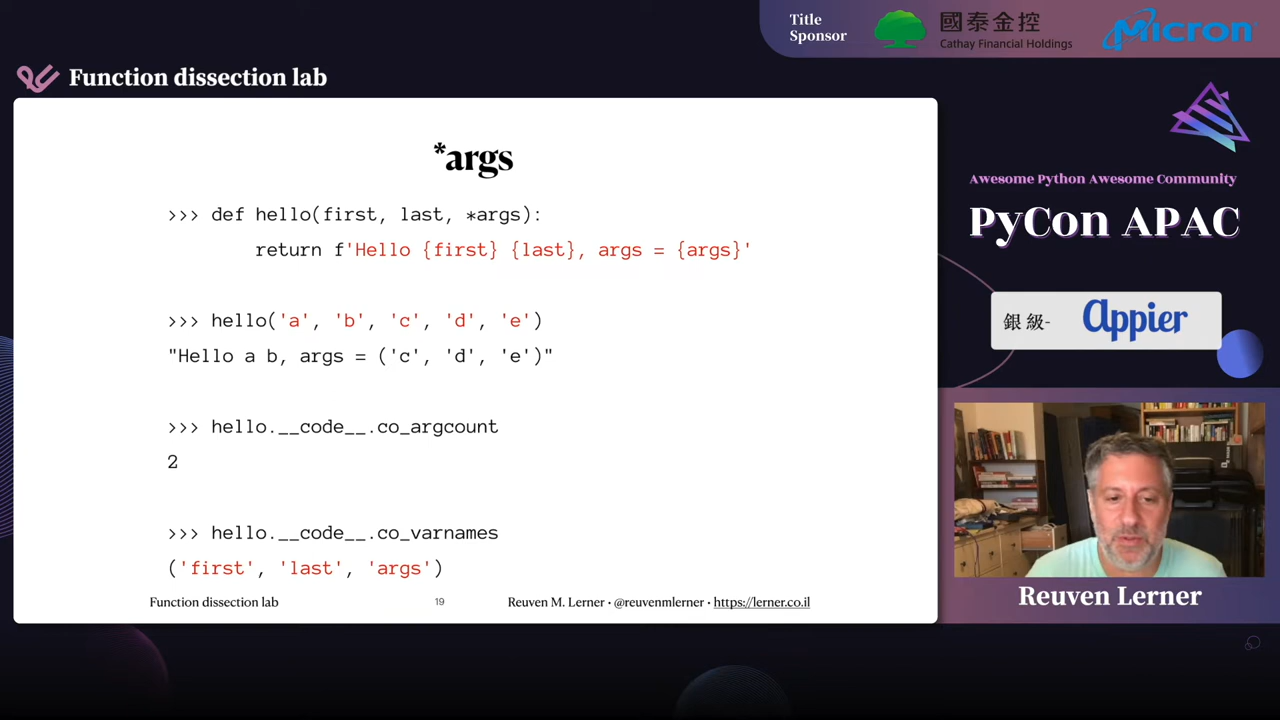 Title
Sponsor
國泰金控
Cathay Financial Holdings
Micron
Function dissection lab
*args
>>> def hello(first, last, *args):
return f'Hello {first} {last}, args = {args}'
>>> hello('a', 'b', 'c', 'd', 'e')
"Hello a b, args = ('c', 'd', 'e')"
>>> hello.__code__.co_argcount
2
>>> hello.__code__.co_varnames
('first', 'last', 'args')
Function dissection lab
19
Reuven M. Lerner • @reuvenmlerner • https://lerner.co.il
Awesome Python Awesome Community
PyCon APAC
銀級- Appier
Reuven Lerner